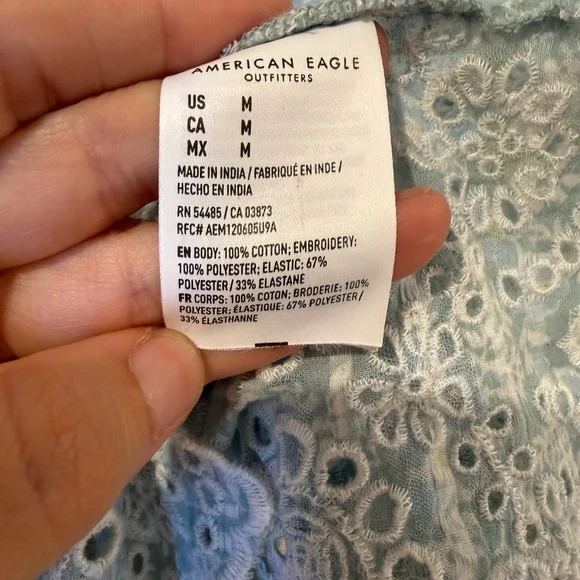 AMERICAN EAGLE
OUTFITTERS
US M
CA M
MX M
MADE IN INDIA / FABRIQUÉ EN INDE /
HECHO EN INDIA
RN 54485 / CA 03873
RFC# AEM120605U9A
EN BODY: 100% COTTON; EMBROIDERY:
100% POLYESTER; ELASTIC: 67%
POLYESTER / 33% ELASTANE
FR CORPS: 100% COTON; BRODERIE: 100%
POLYESTER; ÉLASTIQUE: 67% POLYESTER /
33% ÉLASTHANNE